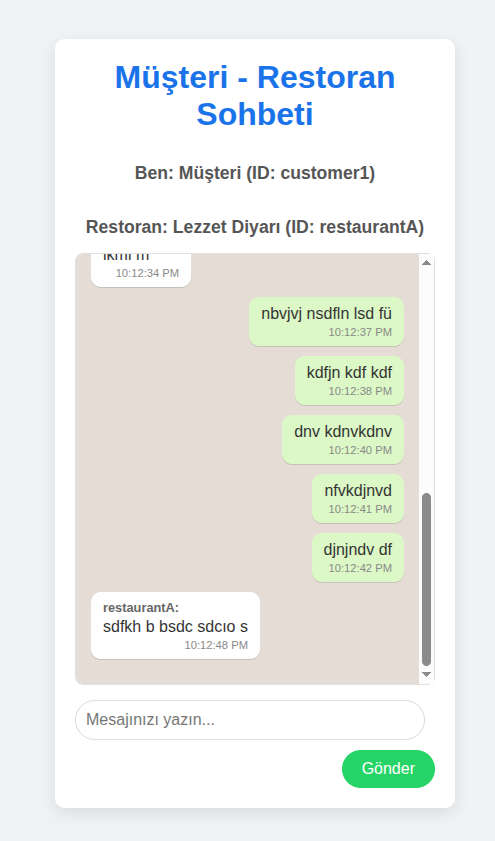 Müşteri - Restoran
Sohbeti
Ben: Müşteri (ID: customer1)
Restoran: Lezzet Diyarı (ID: restaurantA)
10:12:34 PM
nbvjvj nsdfln lsd fü
10:12:37 PM
kdfjn kdf kdf
10:12:38 PM
dnv kdnvkdnv
10:12:40 PM
nfvkdjnvd
10:12:41 PM
djnjndv df
10:12:42 PM
restaurantA:
sdfkh b bsdc sdcıo s
10:12:48 PM
Mesajınızı yazın...
Gönder